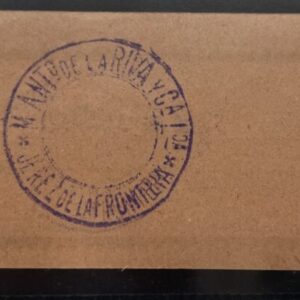 M. ANTº DE LA RIVA Y CA
* JEREZ DE LA FRONTERA *